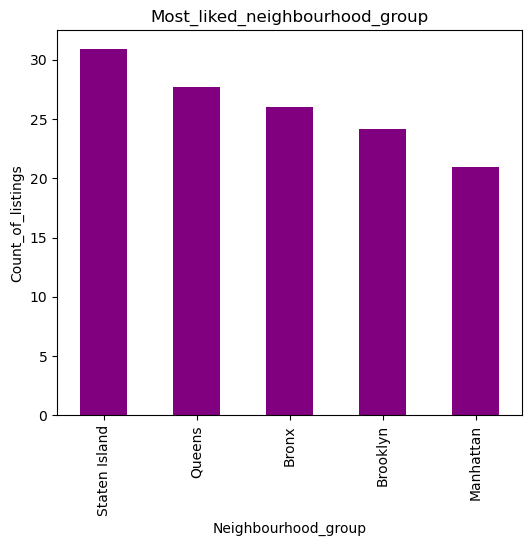 Most_liked_neighbourhood_group
Count_of_listings
30
25
20
15
10
5
0
Staten Island
Queens
Bronx
Brooklyn
Manhattan
Neighbourhood_group